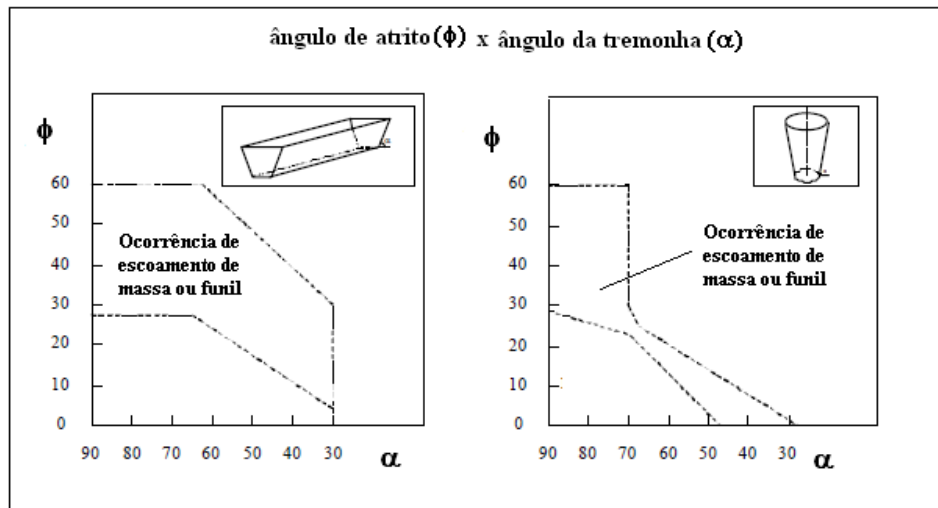 ângulo de atrito(ϕ) x ângulo da tremonha(α)
ϕ
60
50
40
30
20
10
0
Ocorrência de
escoamento de
massa ou funil
90 80 70 60 50 40 30 α
ϕ
60
50
40
30
20
10
0
Ocorrência de
escoamento de
massa ou funil
90 80 70 60 50 40 30 α